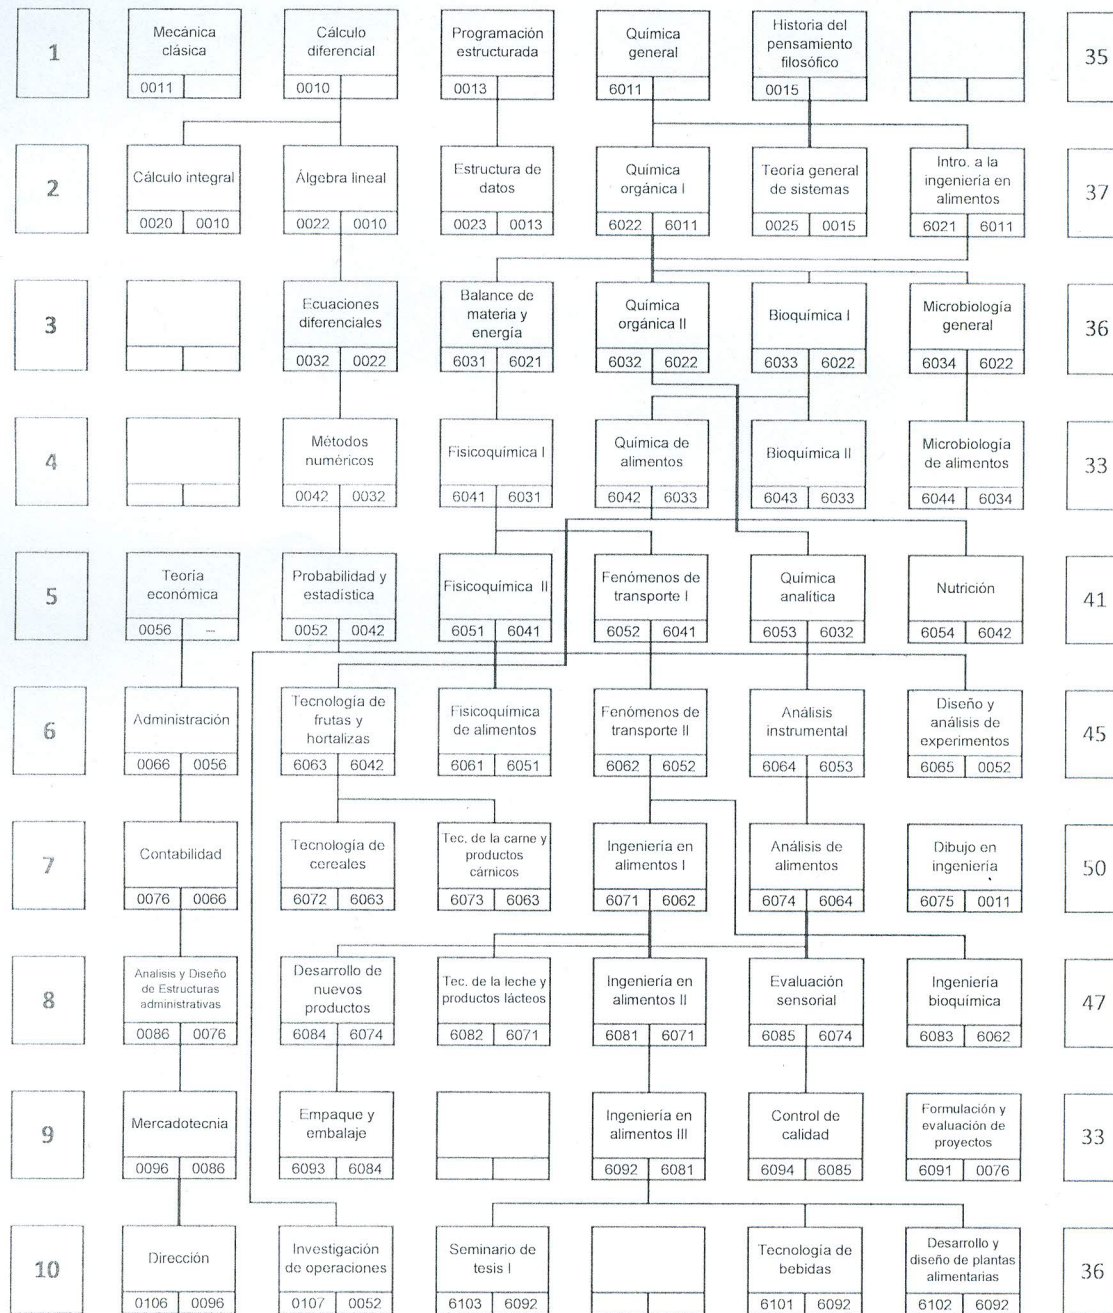 1
Mecánica
clásica
0011
Cálculo
diferencial
0010
Programación
estructurada
0013
Química
general
6011
Historia del
pensamiento
filosófico
0015
35
2
Cálculo integral
0020 0010
Álgebra lineal
0022 0010
Estructura de
datos
0023 0013
Química
orgánica I
6022 6011
Teoría general
de sistemas
0025 0015
Intro. a la
ingeniería en
alimentos
6021 6011
37
3
Ecuaciones
diferenciales
0032 0022
Balance de
materia y
energía
6031 6021
Química
orgánica II
6032 6022
Bioquímica I
6033 6022
Microbiología
general
6034 6022
36
4
Métodos
numéricos
0042 0032
Fisicoquímica I
6041 6031
Química de
alimentos
6042 6033
Bioquímica II
6043 6033
Microbiología
de alimentos
6044 6034
33
5
Teoría
económica
0056 ---
Probabilidad y
estadística
0052 0042
Fisicoquímica II
6051 6041
Fenómenos de
transporte I
6052 6041
Química
analítica
6053 6032
Nutrición
6054 6042
41
6
Administración
0066 0056
Tecnología de
frutas y
hortalizas
6063 6042
Fisicoquímica
de alimentos
6061 6051
Fenómenos de
transporte II
6062 6052
Análisis
instrumental
6064 6053
Diseño y
análisis de
experimentos
6065 0052
45
7
Contabilidad
0076 0066
Tecnología de
cereales
6072 6063
Tec. de la carne y
productos
cárnicos
6073 6063
Ingeniería en
alimentos I
6071 6062
Análisis de
alimentos
6074 6064
Dibujo en
ingeniería
6075 0011
50
8
Analisis y Diseño
de Estructuras
administrativas
0086 0076
Desarrollo de
nuevos
productos
6084 6074
Tec. de la leche y
productos lácteos
6082 6071
Ingeniería en
alimentos II
6081 6071
Evaluación
sensorial
6085 6074
Ingeniería
bioquímica
6083 6062
47
9
Mercadotecnia
0096 0086
Empaque y
embalaje
6093 6084
Ingeniería en
alimentos III
6092 6081
Control de
calidad
6094 6085
Formulación y
evaluación de
proyectos
6091 0076
33
10
Dirección
0106 0096
Investigación
de operaciones
0107 0052
Seminario de
tesis I
6103 6092
Tecnología de
bebidas
6101 6092
Desarrollo y
diseño de plantas
alimentarias
6102 6092
36